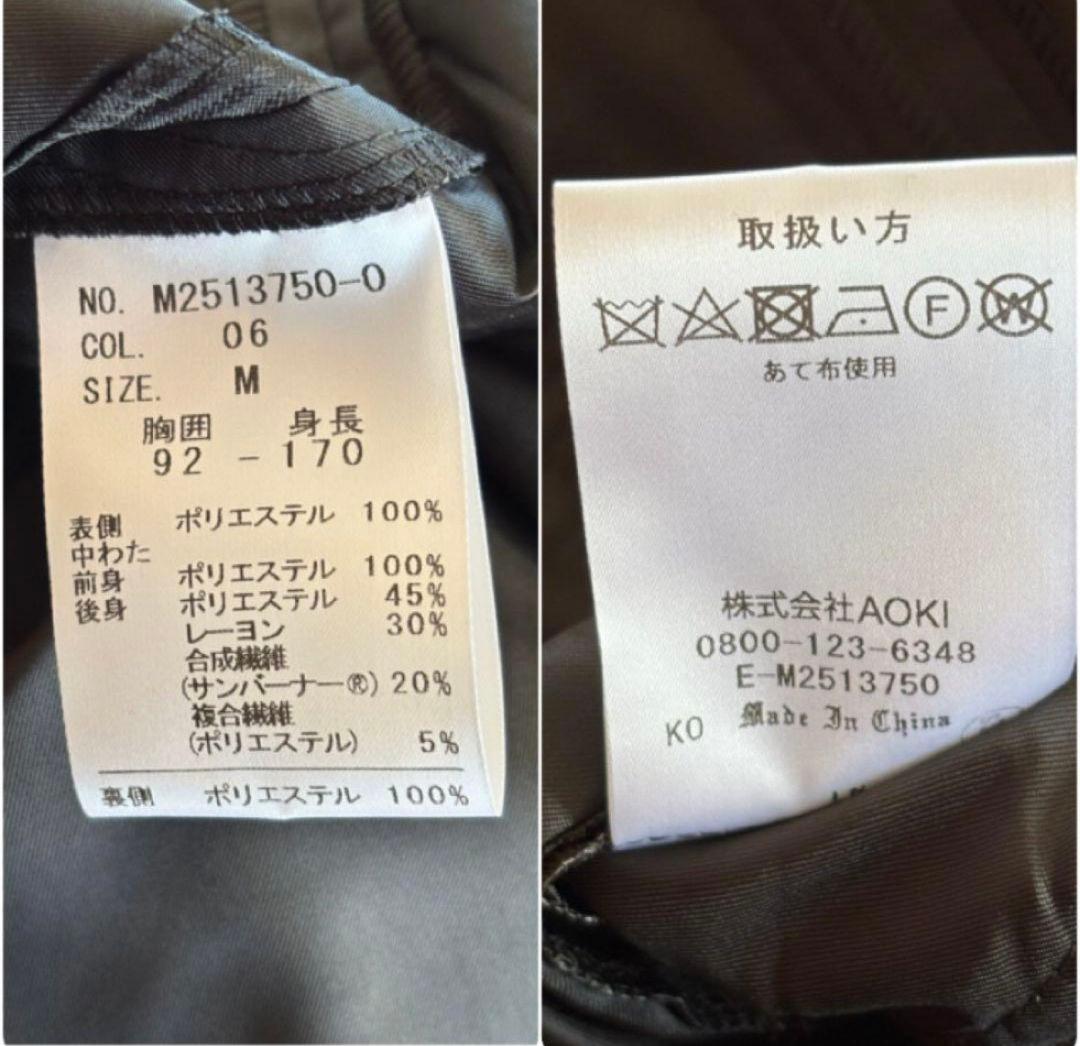 NO. M2513750-0
COL. 06
SIZE. M
胸囲 身長
92 - 170
表側 ポリエステル 100%
中わた
前身 ポリエステル 100%
後身 ポリエステル 45%
レーヨン 30%
合成繊維
(サンバーナー®) 20%
複合繊維
(ポリエステル) 5%
裏側 ポリエステル 100%
取扱い方
F W
あて布使用
株式会社AOKI
0800-123-6348
E-M2513750
KO Made In China